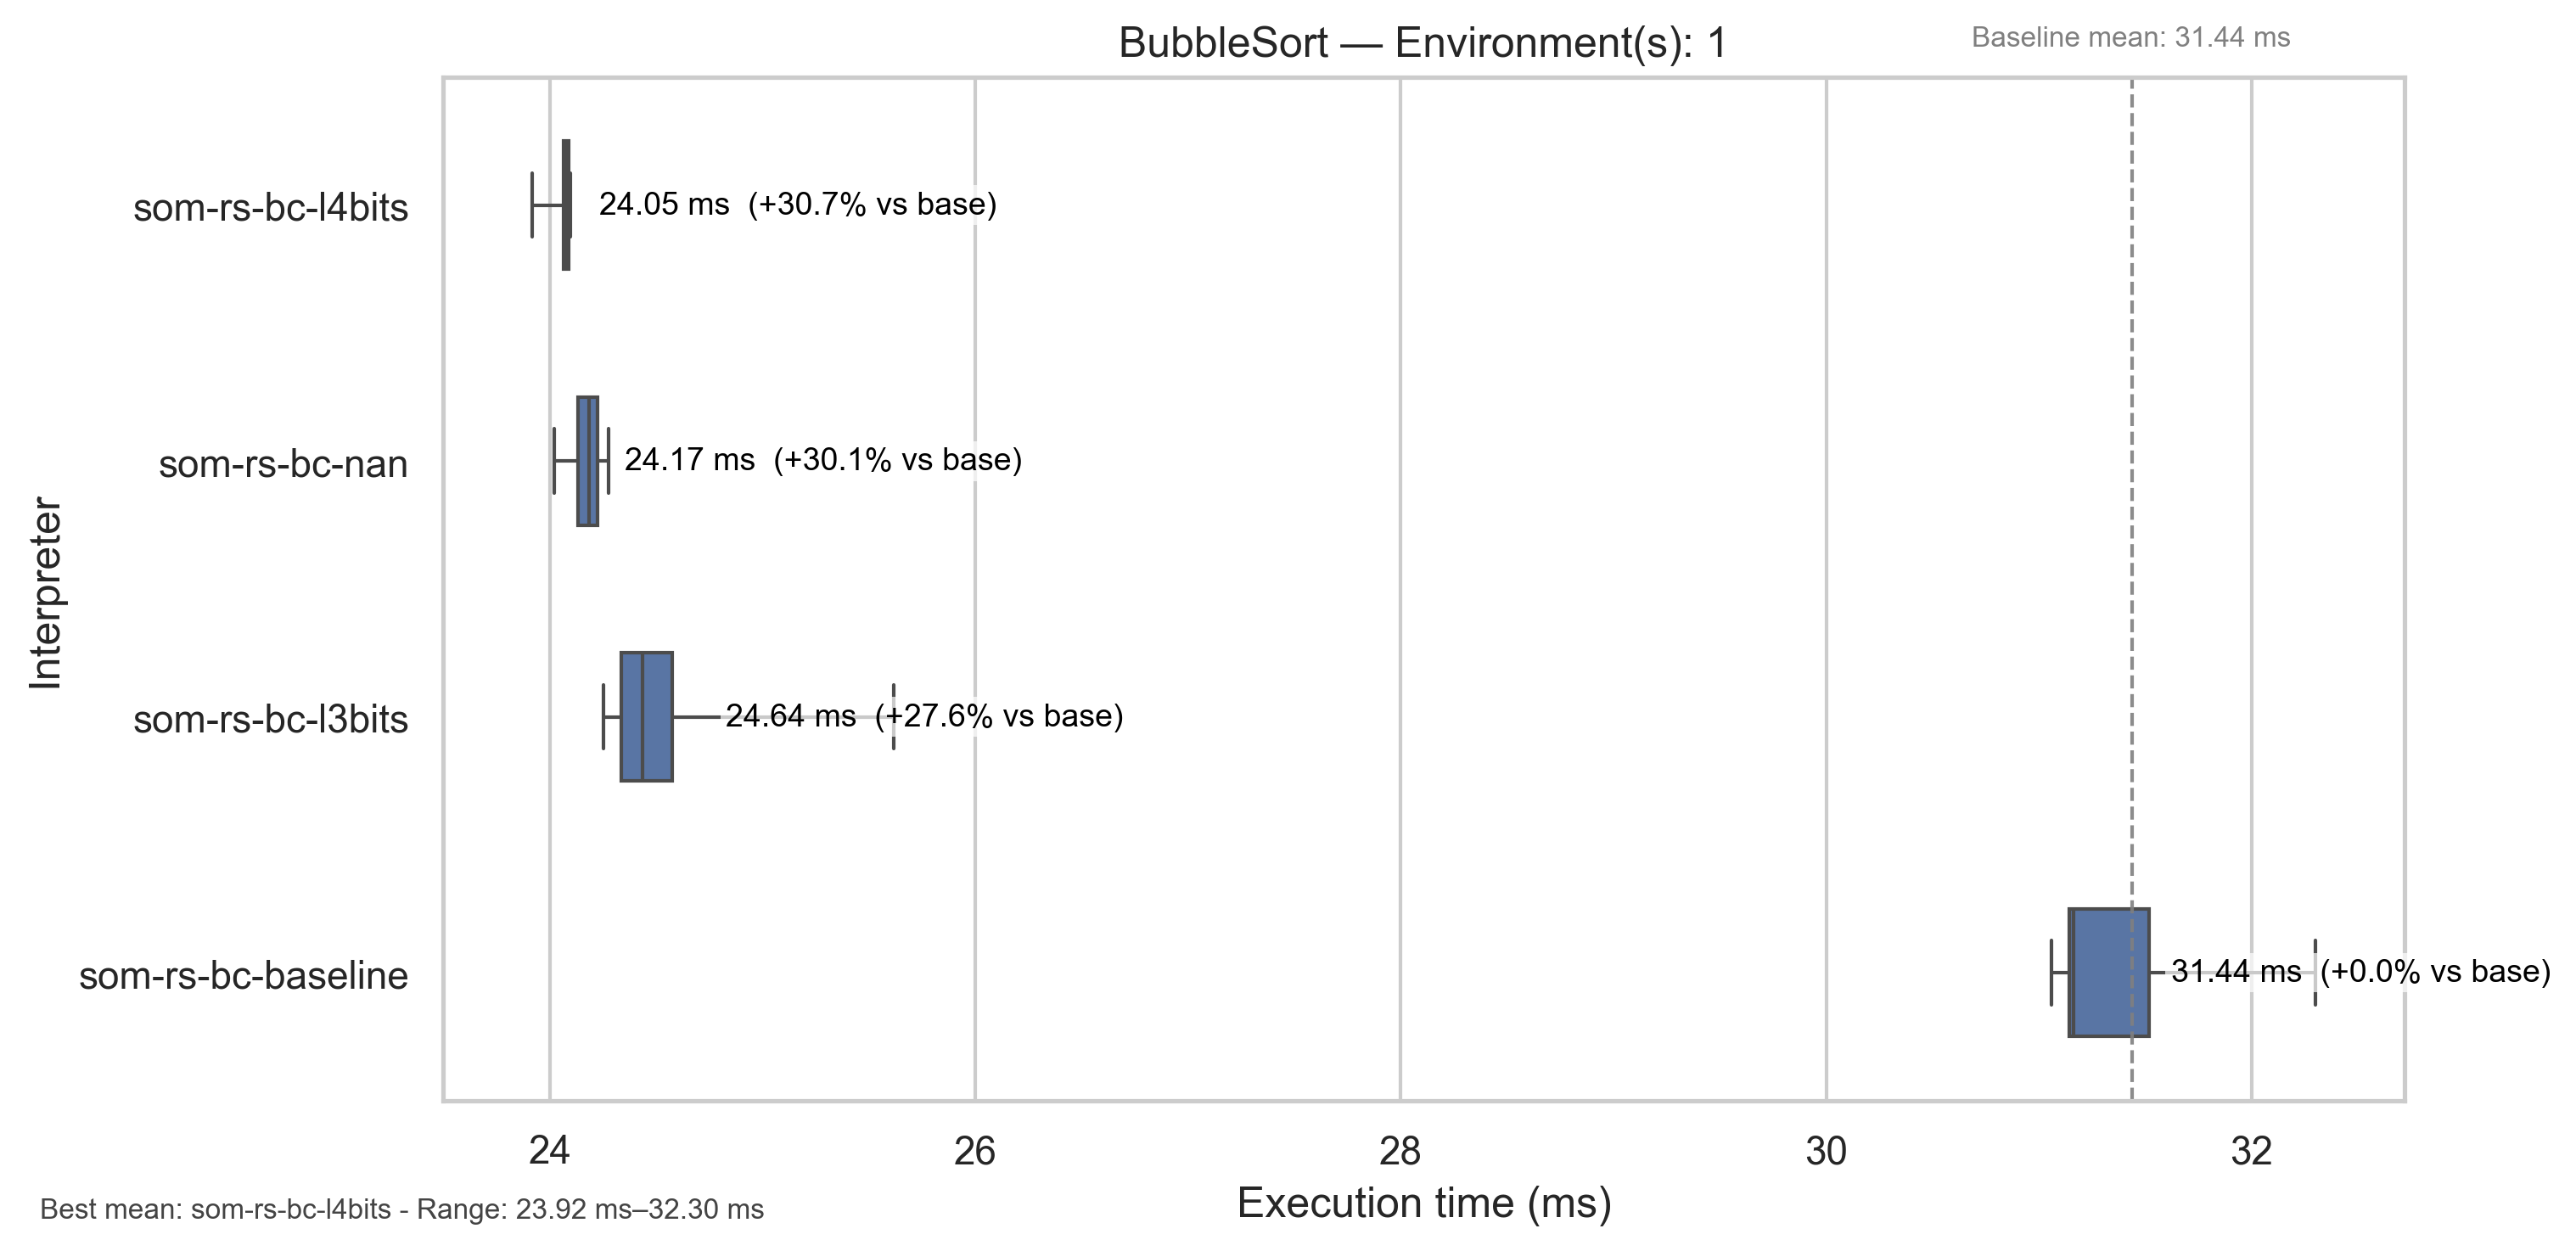 BubbleSort — Environment(s): 1
Baseline mean: 31.44 ms
Interpreter
som-rs-bc-l4bits
24.05 ms  (+30.7% vs base)
som-rs-bc-nan
24.17 ms  (+30.1% vs base)
som-rs-bc-l3bits
24.64 ms  (+27.6% vs base)
som-rs-bc-baseline
31.44 ms  (+0.0% vs base)
24 26 28 30 32
Execution time (ms)
Best mean: som-rs-bc-l4bits - Range: 23.92 ms–32.30 ms